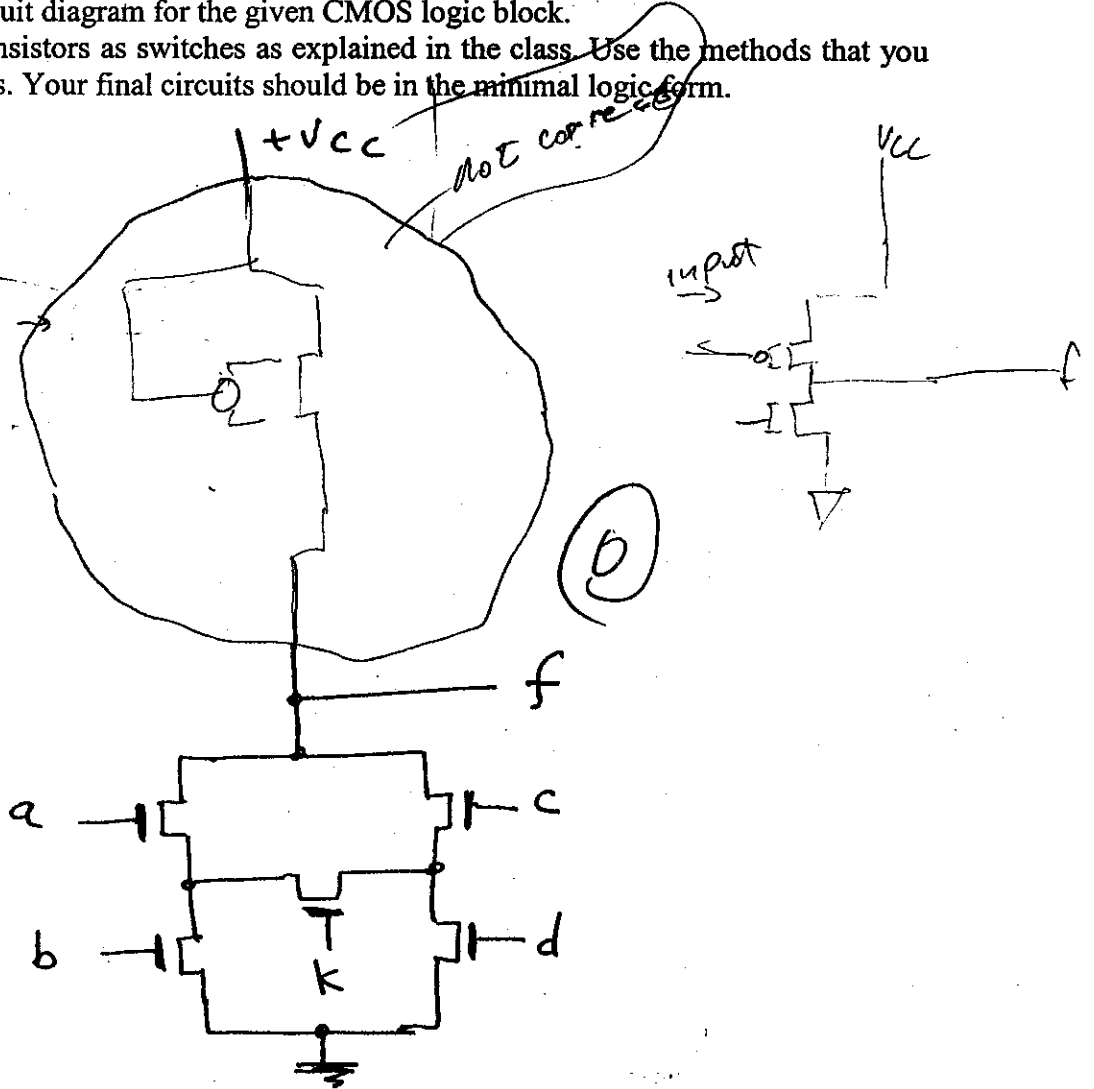 uit diagram for the given CMOS logic block.
nsistors as switches as explained in the class. Use the methods that you
s. Your final circuits should be in the minimal logic form.
+Vcc
not correct
Vcc
input
f
f
a
c
b
d
K